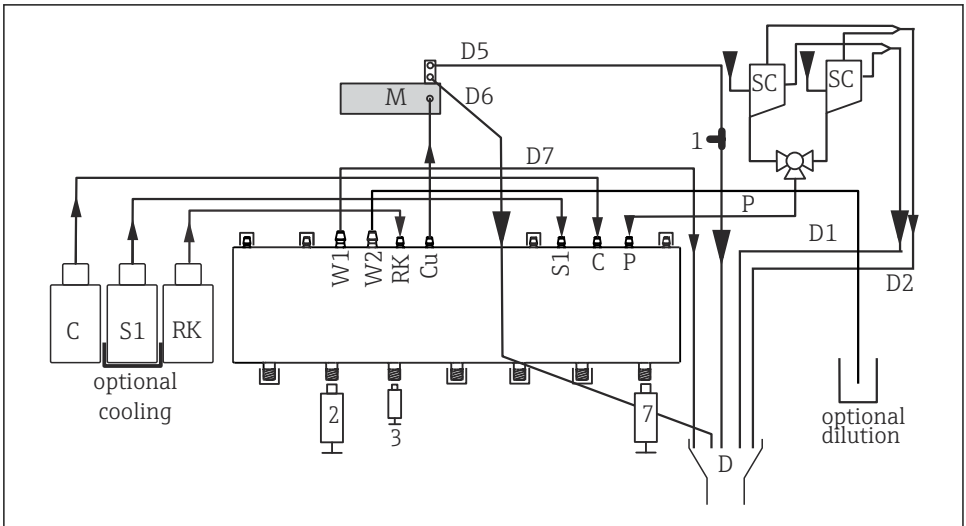 D5
SC
SC
M
D6
1
D7
P
D1
W1
W2
RK
Cu
S1
C
P
D2
C
S1
RK
optional
cooling
2
3
7
optional
dilution
D